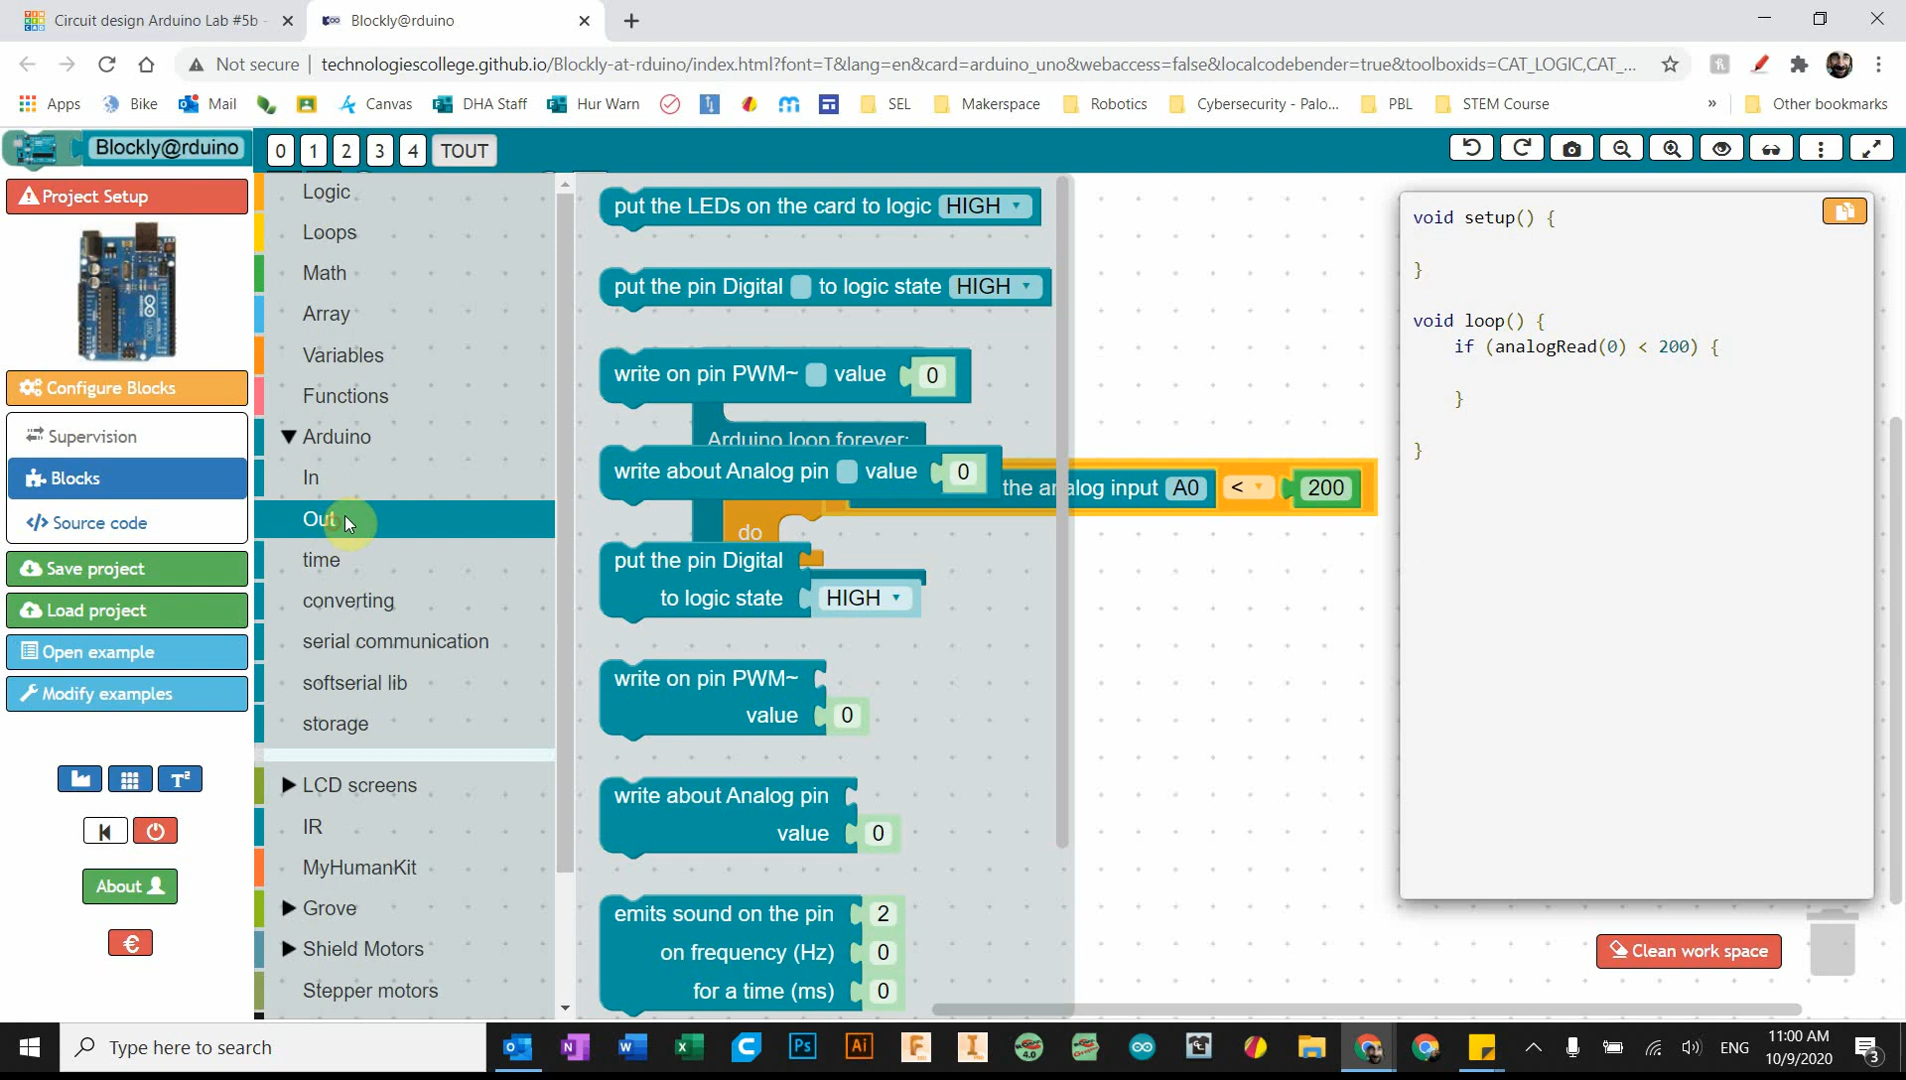 Circuit design Arduino Lab #5b -
Blockly@rduino
Not secure
technologiescollege.github.io/Blockly-at-rduino/index.html?font=T&lang=en&card=arduino_uno&webaccess=false&localcodebender=true&toolboxids=CAT_LOGIC,CAT_...
Apps
Bike
Mail
Canvas
DHA Staff
Hur Warn
SEL
Makerspace
Robotics
Cybersecurity - Palo...
PBL
STEM Course
»
Other bookmarks
Blockly@rduino
0
1
2
3
4
TOUT
Project Setup
Configure Blocks
Supervision
Blocks
Source code
Save project
Load project
Open example
Modify examples
T²
About
€
Logic
Loops
Math
Array
Variables
Functions
Arduino
In
Out
time
converting
serial communication
softserial lib
storage
LCD screens
IR
MyHumanKit
Grove
Shield Motors
Stepper motors
put the LEDs on the card to logic HIGH
put the pin Digital to logic state HIGH
write on pin PWM~ value 0
Arduino loop forever:
write about Analog pin value 0
the analog input A0 < 200
do
put the pin Digital
to logic state HIGH
write on pin PWM~
value 0
write about Analog pin
value 0
emits sound on the pin 2
on frequency (Hz) 0
for a time (ms) 0
void setup() {
}
void loop() {
if (analogRead(0) < 200) {
}
}
Clean work space
Type here to search
Ps
Ai
ENG
11:00 AM
10/9/2020
3